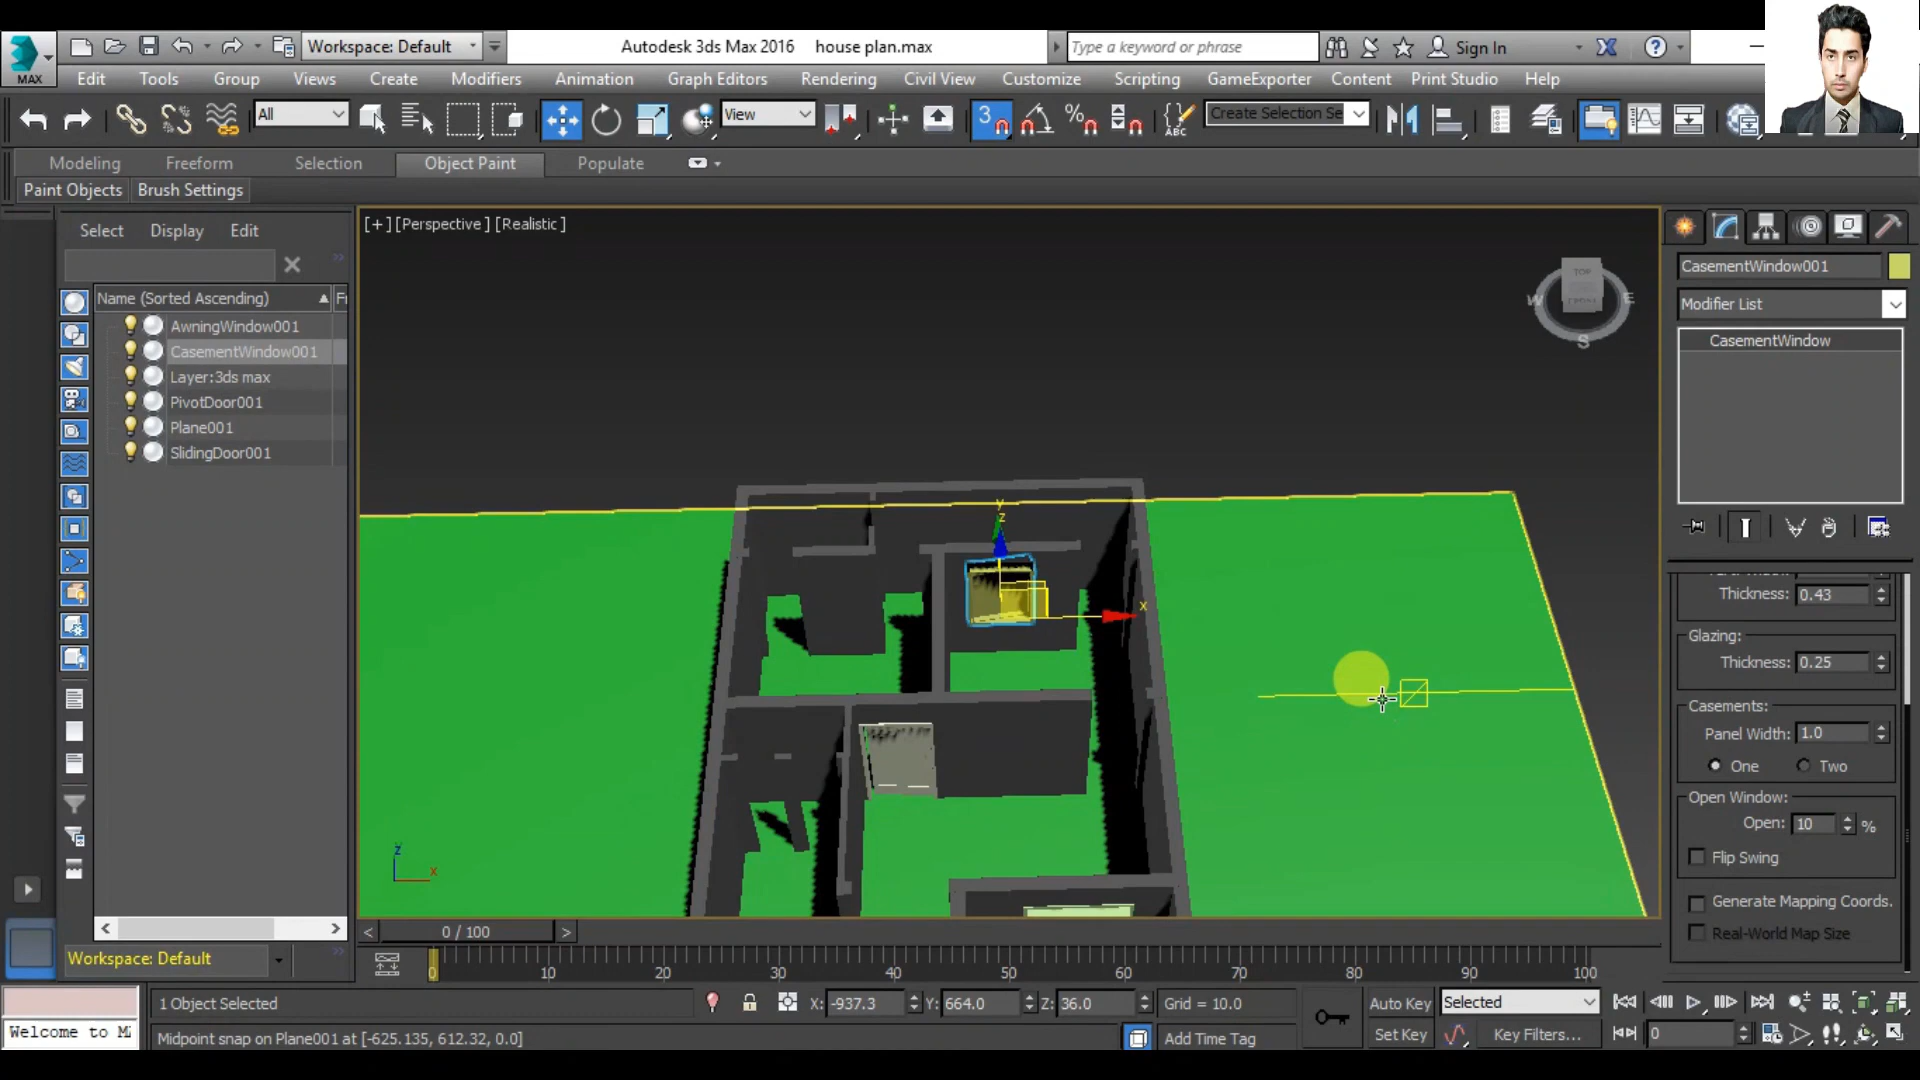 Workspace: Default
Autodesk 3ds Max 2016 house plan.max
Type a keyword or phrase
Sign In
MAX
Edit Tools Group Views Create Modifiers Animation Graph Editors Rendering Civil View Customize Scripting GameExporter Content Print Studio Help
All
View
3
%
ABC
Create Selection Se
Modeling Freeform Selection Object Paint Populate
Paint Objects Brush Settings
Select Display Edit
[+] [Perspective] [Realistic]
Name (Sorted Ascending)
AwningWindow001
CasementWindow001
Layer:3ds max
PivotDoor001
Plane001
SlidingDoor001
TOP
W
E
S
y
z
x
z
x
CasementWindow001
Modifier List
CasementWindow
Thickness: 0.43
Glazing:
Thickness: 0.25
Casements:
Panel Width: 1.0
One Two
Open Window:
Open: 10 %
Flip Swing
Generate Mapping Coords.
Real-World Map Size
0 / 100
Workspace: Default
0 10 20 30 40 50 60 70 80 90 100
1 Object Selected
X: -937.3 Y: 664.0 Z: 36.0 Grid = 10.0
Auto Key Selected
Welcome to M
Midpoint snap on Plane001 at [-625.135, 612.32, 0.0]
Add Time Tag
Set Key Key Filters...
0